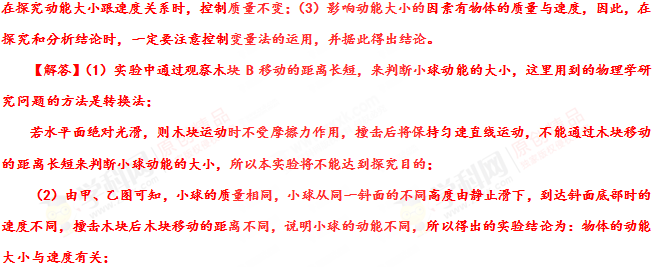 在探究动能大小跟速度关系时，控制质量不变；（3）影响动能大小的因素有物体的质量与速度，因此，在
探究和分析结论时，一定要注意控制变量法的运用，并据此得出结论。
【解答】（1）实验中通过观察木块 B 移动的距离长短，来判断小球动能的大小，这里用到的物理学研
究问题的方法是转换法；
若水平面绝对光滑，则木块运动时不受摩擦力作用，撞击后将保持匀速直线运动，不能通过木块移动
的距离长短来判断小球动能的大小，所以本实验将不能达到探究目的；
（2）由甲、乙图可知，小球的质量相同，小球从同一斜面的不同高度由静止滑下，到达斜面底部时的
速度不同，撞击木块后木块移动的距离不同，说明小球的动能不同，所以得出的实验结论为：物体的动能
大小与速度有关；